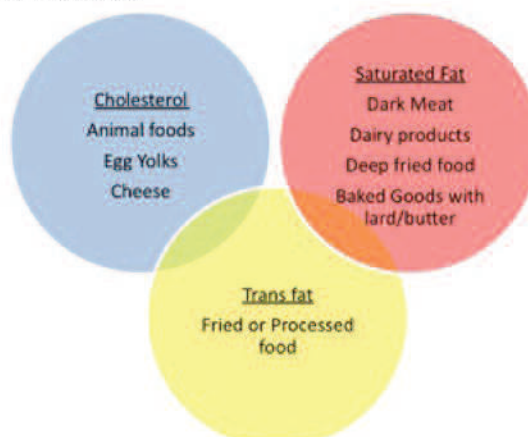 Cholesterol
Animal foods
Egg Yolks
Cheese
Saturated Fat
Dark Meat
Dairy products
Deep fried food
Baked Goods with
lard/butter
Trans fat
Fried or Processed
food